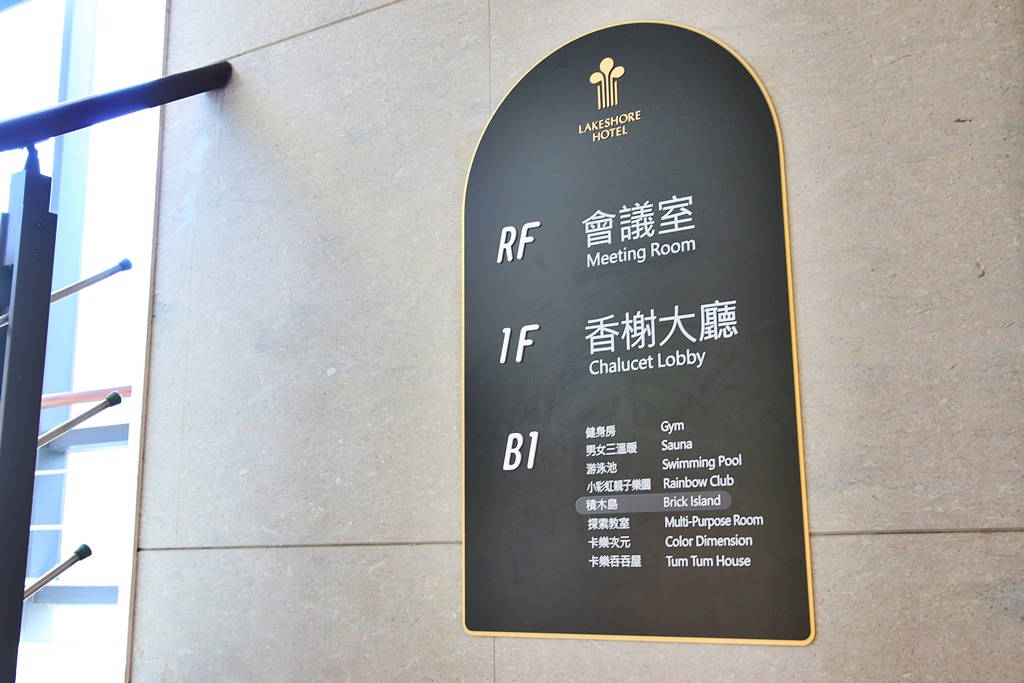 LAKESHORE
HOTEL
RF
會議室
Meeting Room
1F
香榭大廳
Chalucet Lobby
B1
健身房 Gym
男女三溫暖 Sauna
游泳池 Swimming Pool
小彩虹親子樂園 Rainbow Club
積木島 Brick Island
探索教室 Multi-Purpose Room
卡樂次元 Color Dimension
卡樂吞吞屋 Tum Tum House